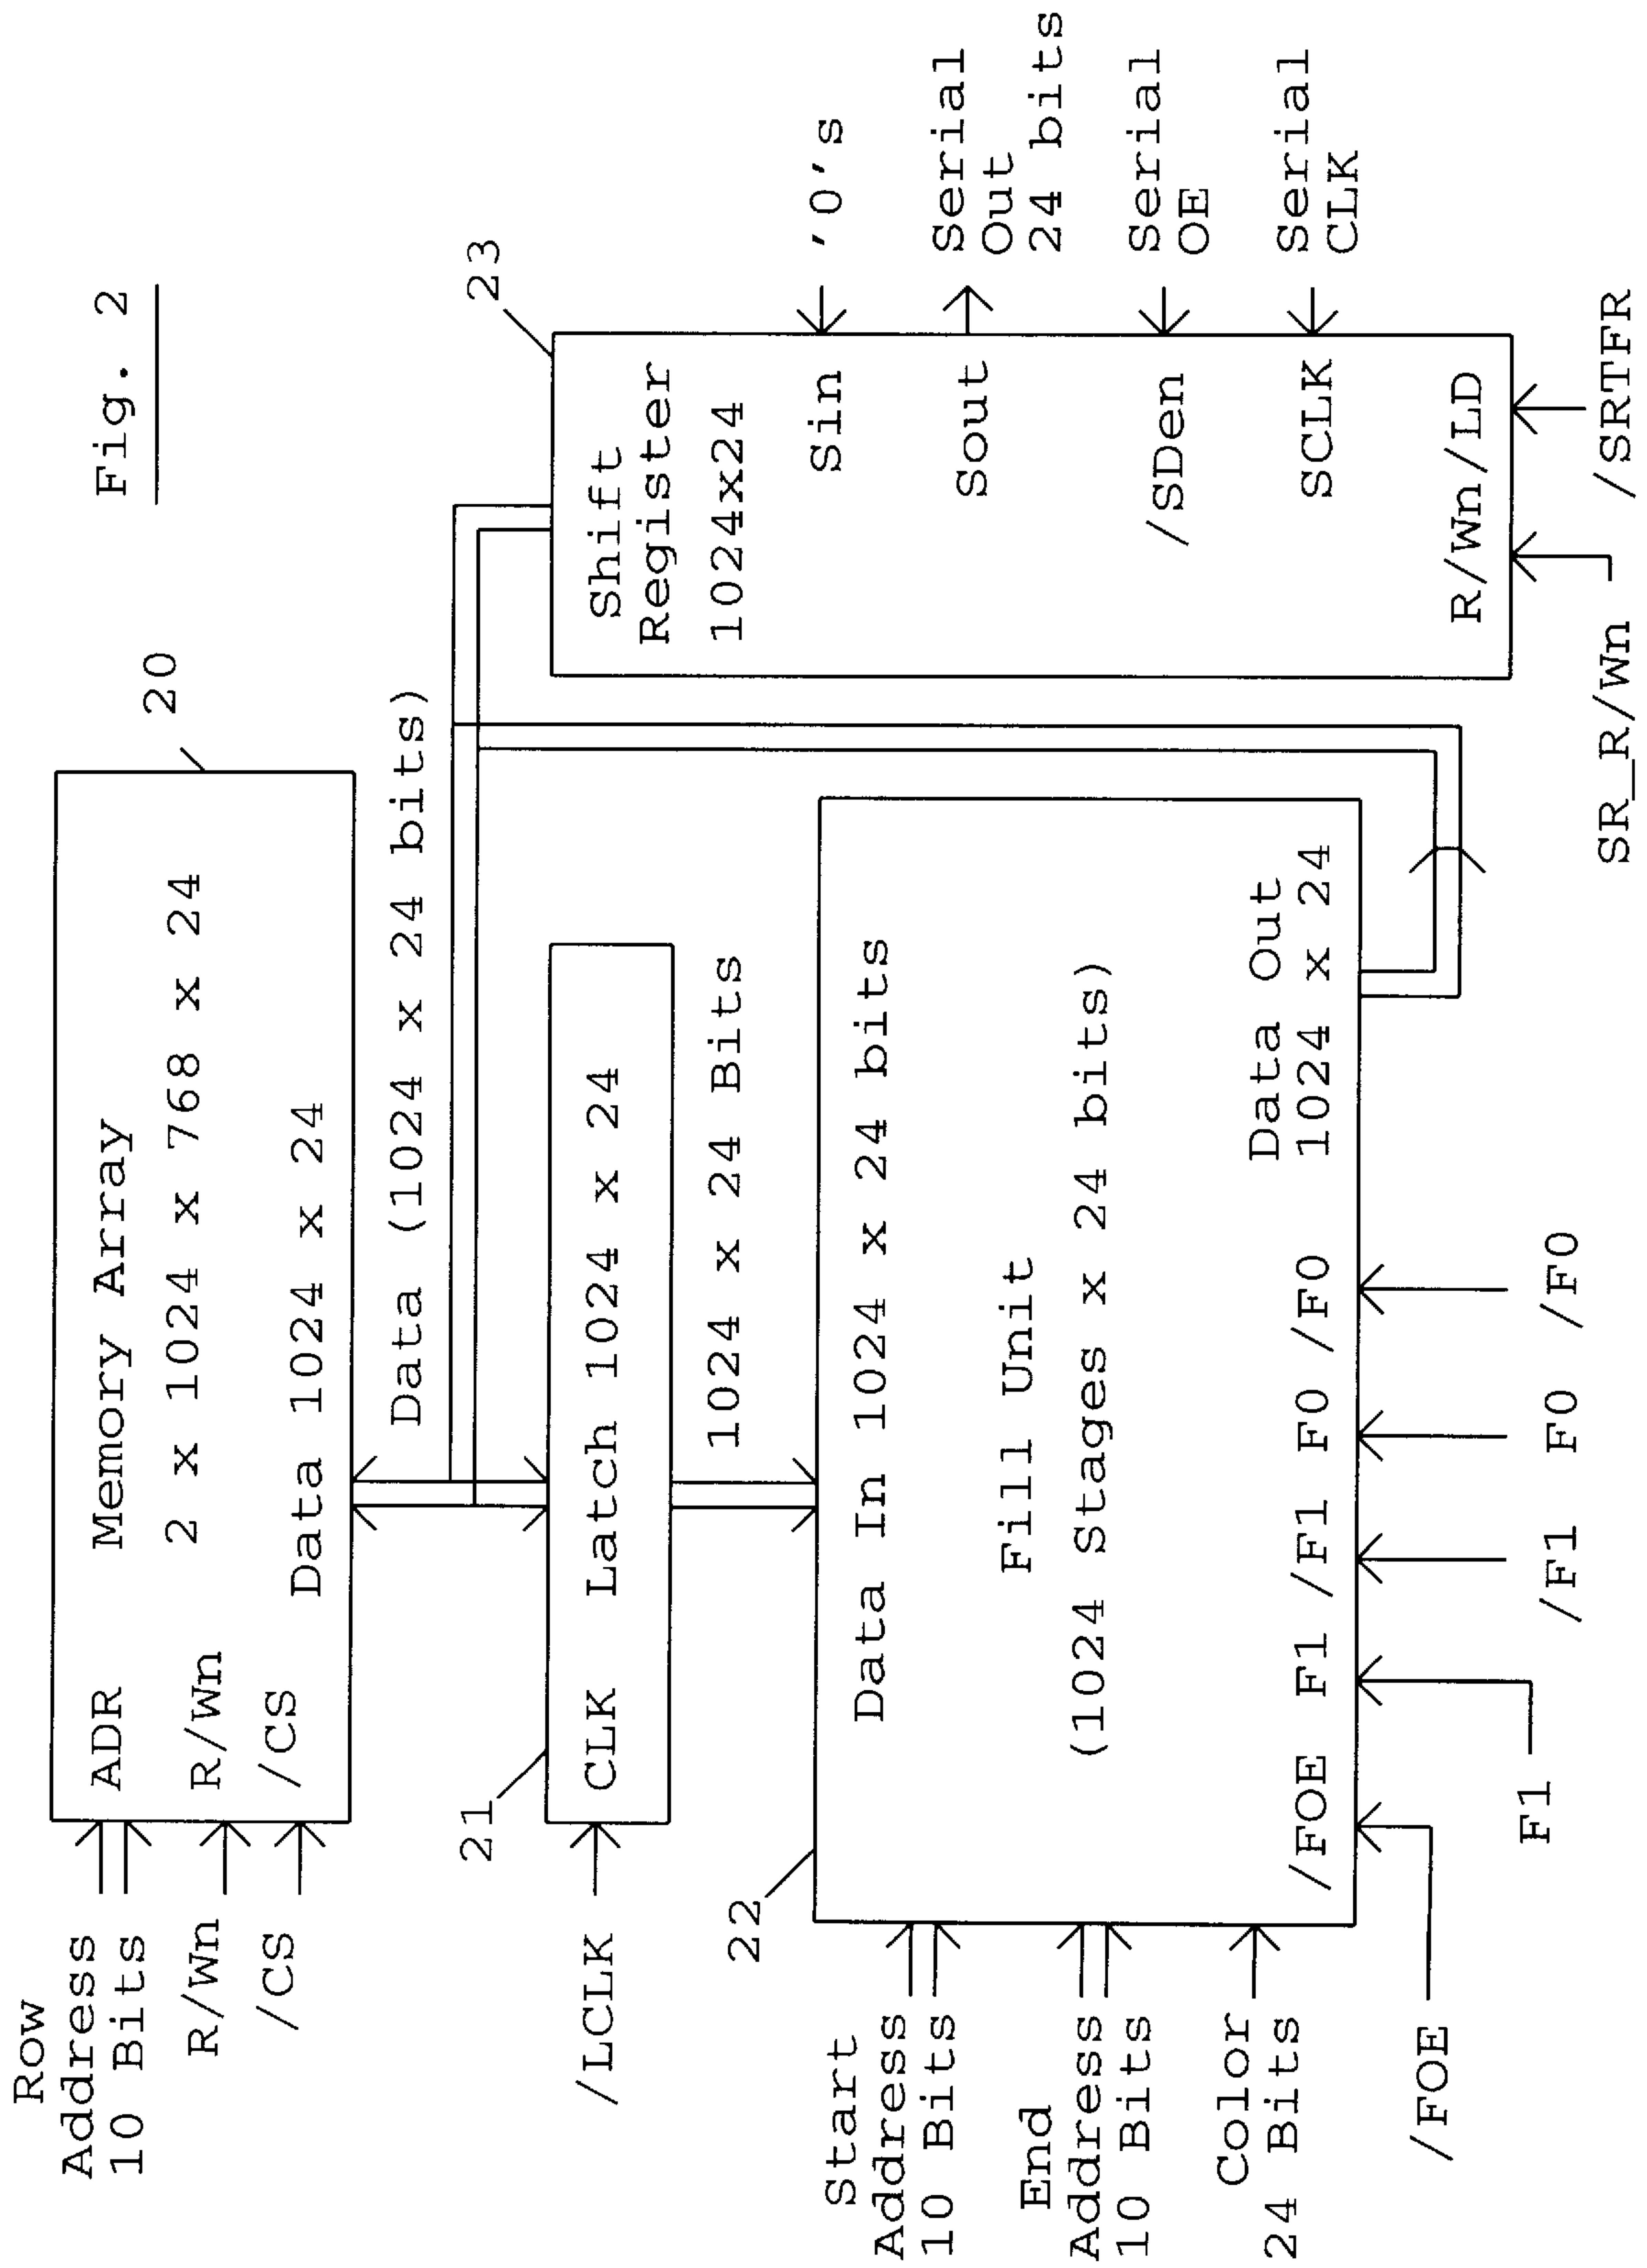 Fig. 2
20
Row
Address
10 Bits
R/Wn
/CS
ADR
R/Wn
/CS
Memory Array
2 x 1024 x 768 x 24
Data 1024 x 24
Data (1024 x 24 bits)
21
/LCLK
CLK Latch 1024 x 24
1024 x 24 Bits
22
Start
Address
10 Bits
End
Address
10 Bits
Color
24 Bits
/FOE
Data In 1024 x 24 bits
Fill Unit
(1024 Stages x 24 bits)
Data Out
1024 x 24
/FOE F1 /F1 F0 /F0
F1
/F1
F0
/F0
23
Shift
Register
1024x24
Sin
Sout
/SDen
SCLK
R/Wn/LD
'0's
Serial
Out
24 bits
Serial
OE
Serial
CLK
SR_R/Wn
/SRTFR